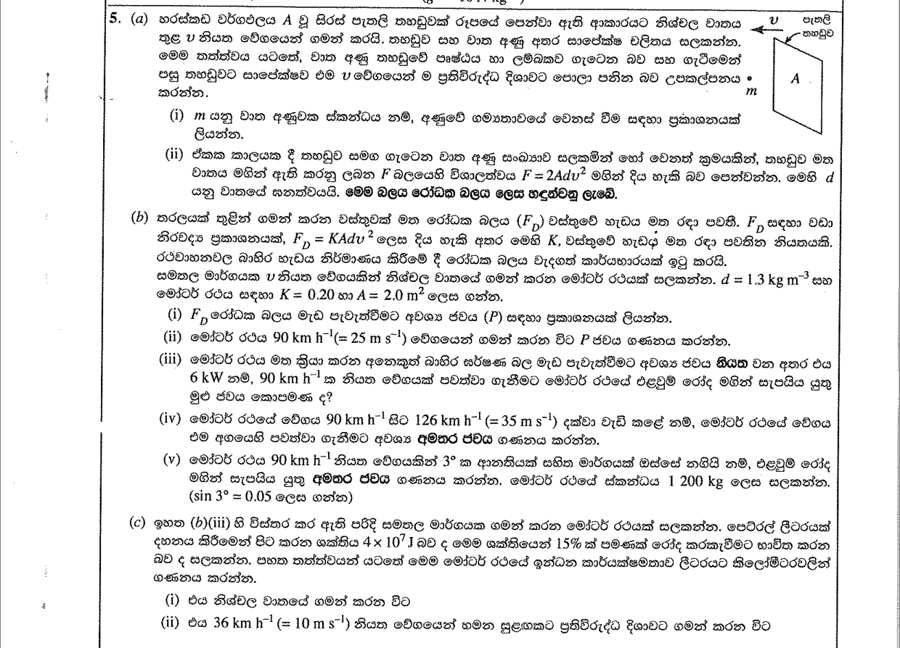 5. (a) හරස්කඩ වර්ගඵලය A වූ සිරස් පැතලි තහඩුවක් රූපයේ පෙන්වා ඇති ආකාරයට නිශ්චල වාතය
තුළ υ නියත වේගයෙන් ගමන් කරයි. තහඩුව සහ වාත අණු අතර සාපේක්ෂ චලිතය සලකන්න.
මෙම තත්ත්වය යටතේ, වාත අණු තහඩුවේ පෘෂ්ඨය හා ලම්බකව ගැටෙන බව සහ ගැටීමෙන්
පසු තහඩුවට සාපේක්ෂව එම υ වේගයෙන් ම ප්‍රතිවිරුද්ධ දිශාවට පොලා පනින බව උපකල්පනය
කරන්න.
υ
පැතලි
තහඩුව
A
m
(i) m යනු වාත අණුවක ස්කන්ධය නම්, අණුවේ ගම්‍යතාවයේ වෙනස් වීම සඳහා ප්‍රකාශනයක්
ලියන්න.
(ii) ඒකක කාලයක දී තහඩුව සමග ගැටෙන වාත අණු සංඛ්‍යාව සලකමින් හෝ වෙනත් ක්‍රමයකින්, තහඩුව මත
වාතය මගින් ඇති කරනු ලබන F බලයෙහි විශාලත්වය F = 2Adυ² මගින් දිය හැකි බව පෙන්වන්න. මෙහි d
යනු වාතයේ ඝනත්වයයි. මෙම බලය රෝධක බලය ලෙස හඳුන්වනු ලැබේ.
(b) තරලයක් තුළින් ගමන් කරන වස්තුවක් මත රෝධක බලය (F_D) වස්තුවේ හැඩය මත රඳා පවතී. F_D සඳහා වඩා
නිරවද්‍ය ප්‍රකාශනයක්, F_D = KAdυ² ලෙස දිය හැකි අතර මෙහි K, වස්තුවේ හැඩය මත රඳා පවතින නියතයකි.
රථවාහනවල බාහිර හැඩය නිර්මාණය කිරීමේ දී රෝධක බලය වැදගත් කාර්යභාරයක් ඉටු කරයි.
සමතල මාර්ගයක υ නියත වේගයකින් නිශ්චල වාතයේ ගමන් කරන මෝටර් රථයක් සලකන්න. d = 1.3 kg m⁻³ සහ
මෝටර් රථය සඳහා K = 0.20 හා A = 2.0 m² ලෙස ගන්න.
(i) F_D රෝධක බලය මැඩ පැවැත්වීමට අවශ්‍ය ජවය (P) සඳහා ප්‍රකාශනයක් ලියන්න.
(ii) මෝටර් රථය 90 km h⁻¹(= 25 m s⁻¹) වේගයෙන් ගමන් කරන විට P ජවය ගණනය කරන්න.
(iii) මෝටර් රථය මත ක්‍රියා කරන අනෙකුත් බාහිර ඝර්ෂණ බල මැඩ පැවැත්වීමට අවශ්‍ය ජවය නියත වන අතර එය
6 kW නම්, 90 km h⁻¹ ක නියත වේගයක් පවත්වා ගැනීමට මෝටර් රථයේ එළවුම් රෝද මගින් සැපයිය යුතු
මුළු ජවය කොපමණ ද?
(iv) මෝටර් රථයේ වේගය 90 km h⁻¹ සිට 126 km h⁻¹ (= 35 m s⁻¹) දක්වා වැඩි කළේ නම්, මෝටර් රථයේ වේගය
එම අගයෙහි පවත්වා ගැනීමට අවශ්‍ය අමතර ජවය ගණනය කරන්න.
(v) මෝටර් රථය 90 km h⁻¹ නියත වේගයකින් 3° ක ආනතියක් සහිත මාර්ගයක් ඔස්සේ නගියි නම්, එළවුම් රෝද
මගින් සැපයිය යුතු අමතර ජවය ගණනය කරන්න. මෝටර් රථයේ ස්කන්ධය 1 200 kg ලෙස සලකන්න.
(sin 3° = 0.05 ලෙස ගන්න)
(c) ඉහත (b)(iii) හි විස්තර කර ඇති පරිදි සමතල මාර්ගයක ගමන් කරන මෝටර් රථයක් සලකන්න. පෙට්රල් ලීටරයක්
දහනය කිරීමෙන් පිට කරන ශක්තිය 4 × 10⁷ J බව ද මෙම ශක්තියෙන් 15% ක් පමණක් රෝද කරකැවීමට භාවිත කරන
බව ද සලකන්න. පහත තත්ත්වයන් යටතේ මෙම මෝටර් රථයේ ඉන්ධන කාර්යක්ෂමතාව ලීටරයට කිලෝමීටරවලින්
ගණනය කරන්න.
(i) එය නිශ්චල වාතයේ ගමන් කරන විට
(ii) එය 36 km h⁻¹ (= 10 m s⁻¹) නියත වේගයෙන් හමන සුළඟකට ප්‍රතිවිරුද්ධ දිශාවට ගමන් කරන විට